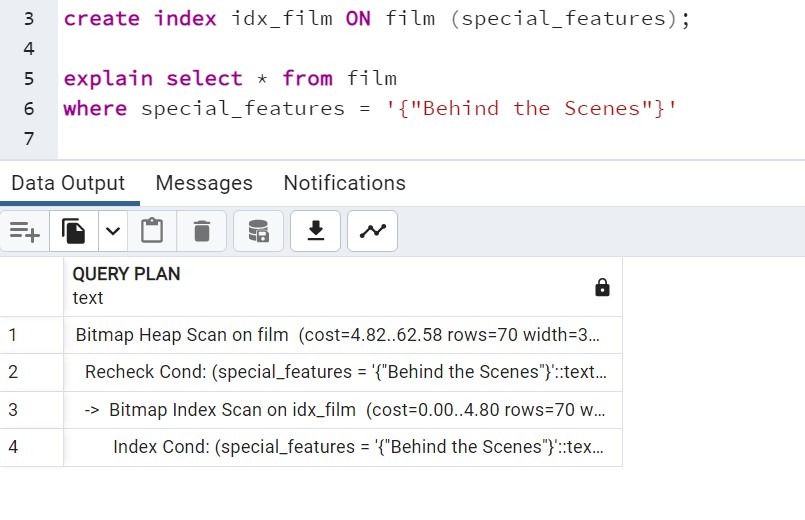 3 create index idx_film ON film (special_features);
4
5 explain select * from film
6 where special_features = '{"Behind the Scenes"}'
7
Data Output Messages Notifications
QUERY PLAN
text
1 Bitmap Heap Scan on film (cost=4.82..62.58 rows=70 width=3...
2 Recheck Cond: (special_features = '{"Behind the Scenes"}'::text...
3 -> Bitmap Index Scan on idx_film (cost=0.00..4.80 rows=70 w...
4 Index Cond: (special_features = '{"Behind the Scenes"}'::tex...